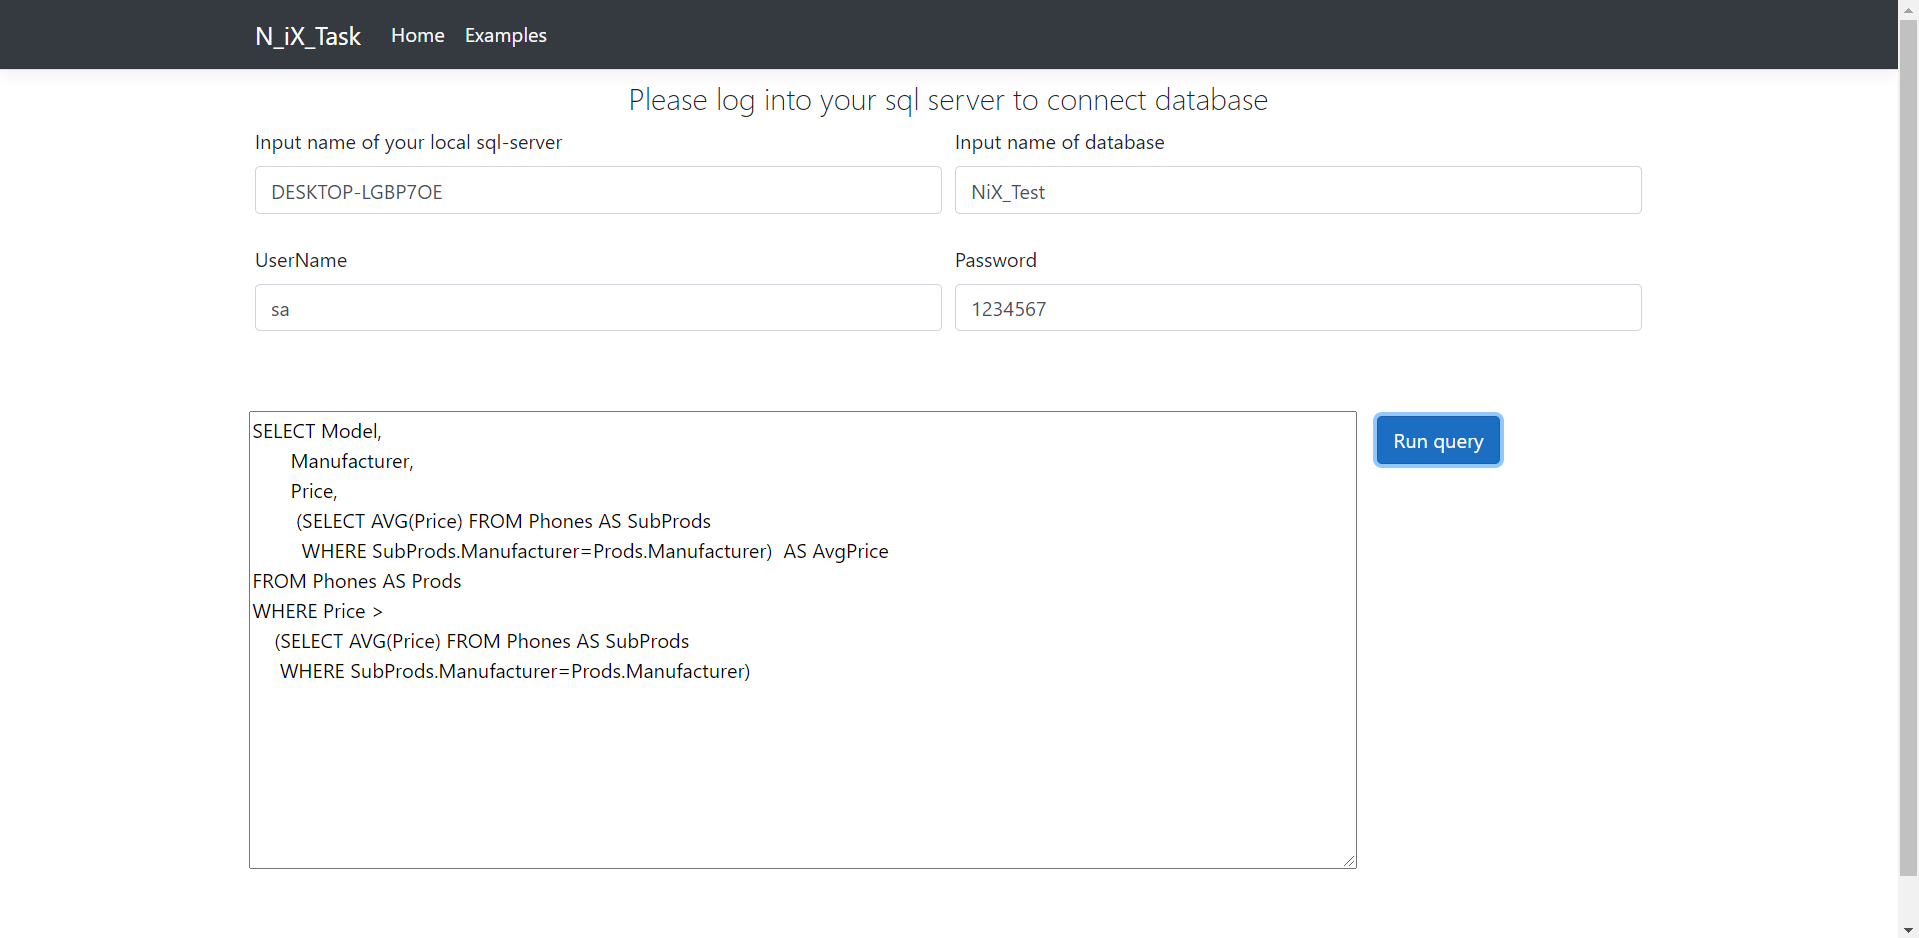 N_iX_Task Home Examples
Please log into your sql server to connect database
Input name of your local sql-server
Input name of database
DESKTOP-LGBP7OE
NiX_Test
UserName
Password
sa
1234567
SELECT Model,
Manufacturer,
Price,
(SELECT AVG(Price) FROM Phones AS SubProds
WHERE SubProds.Manufacturer=Prods.Manufacturer)  AS AvgPrice
FROM Phones AS Prods
WHERE Price >
(SELECT AVG(Price) FROM Phones AS SubProds
WHERE SubProds.Manufacturer=Prods.Manufacturer)
Run query